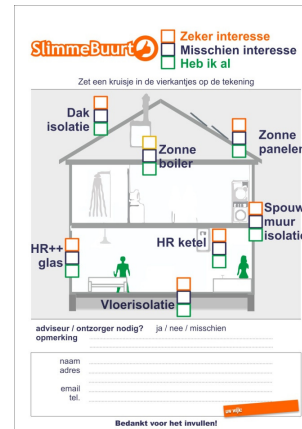 SlimmeBuurt
Zeker interesse
Misschien interesse
Heb ik al
Zet een kruisje in de vierkantjes op de tekening
Dak
isolatie
Zonne
boiler
Zonne
panelen
Spouw
muur
isolatie
HR++
glas
HR ketel
Vloerisolatie
adviseur / ontzorger nodig? ja / nee / misschien
opmerking
naam
adres
email
tel.
uw wijk:
Bedankt voor het invullen!